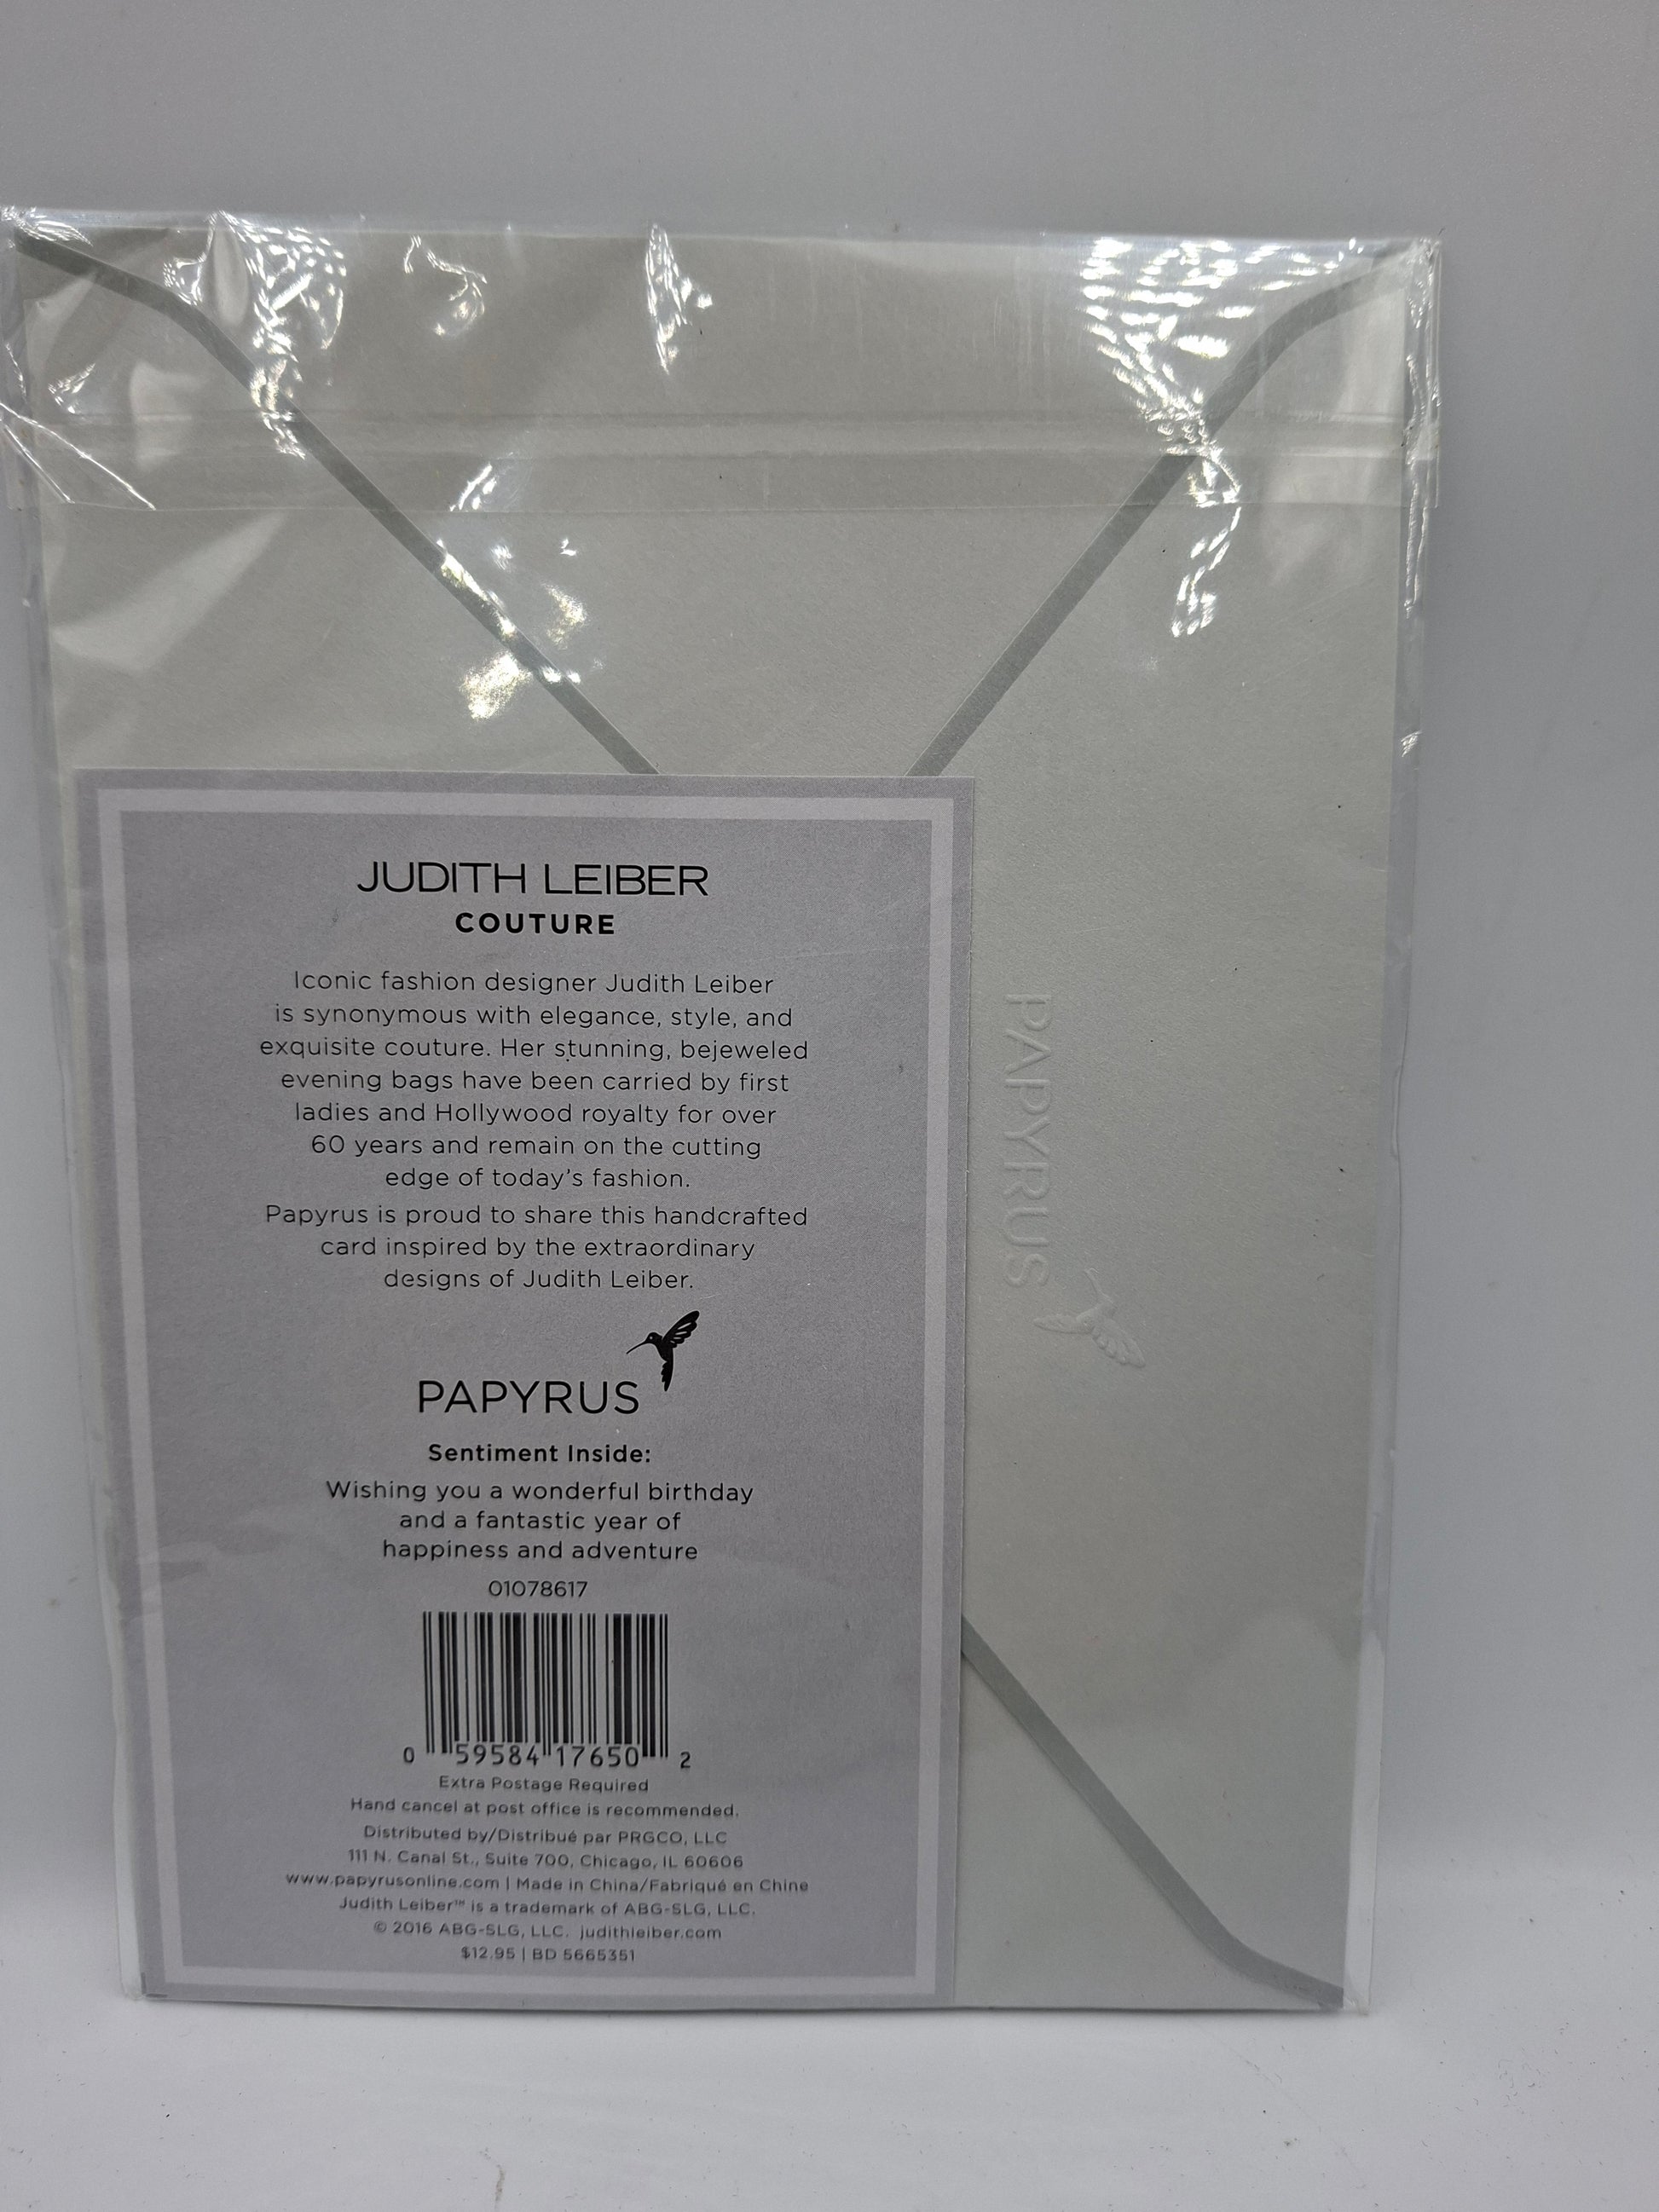 JUDITH LEIBER
COUTURE
Iconic fashion designer Judith Leiber
is synonymous with elegance, style, and
exquisite couture. Her stunning, bejeweled
evening bags have been carried by first
ladies and Hollywood royalty for over
60 years and remain on the cutting
edge of today's fashion.
Papyrus is proud to share this handcrafted
card inspired by the extraordinary
designs of Judith Leiber.
PAPYRUS
Sentiment Inside:
Wishing you a wonderful birthday
and a fantastic year of
happiness and adventure
01078617
0 59584 17650 2
Extra Postage Required
Hand cancel at post office is recommended.
Distributed by/Distribué par PRGCO, LLC
111 N. Canal St., Suite 700, Chicago, IL 60606
www.papyrusonline.com | Made in China/Fabriqué en Chine
Judith Leiber™ is a trademark of ABG-SLG, LLC.
© 2016 ABG-SLG, LLC. judithleiber.com
$12.95 | BD 5665351
PAPYRUS